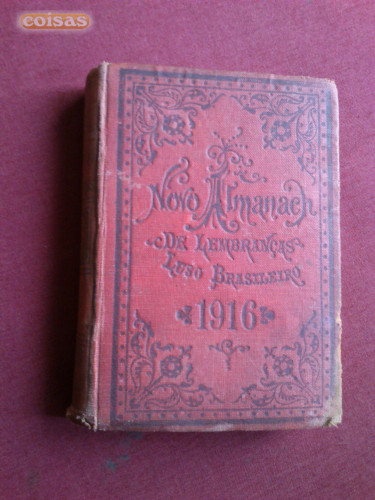 coisas
Novo Almanach
De Lembranças
Luso Brasileiro
1916